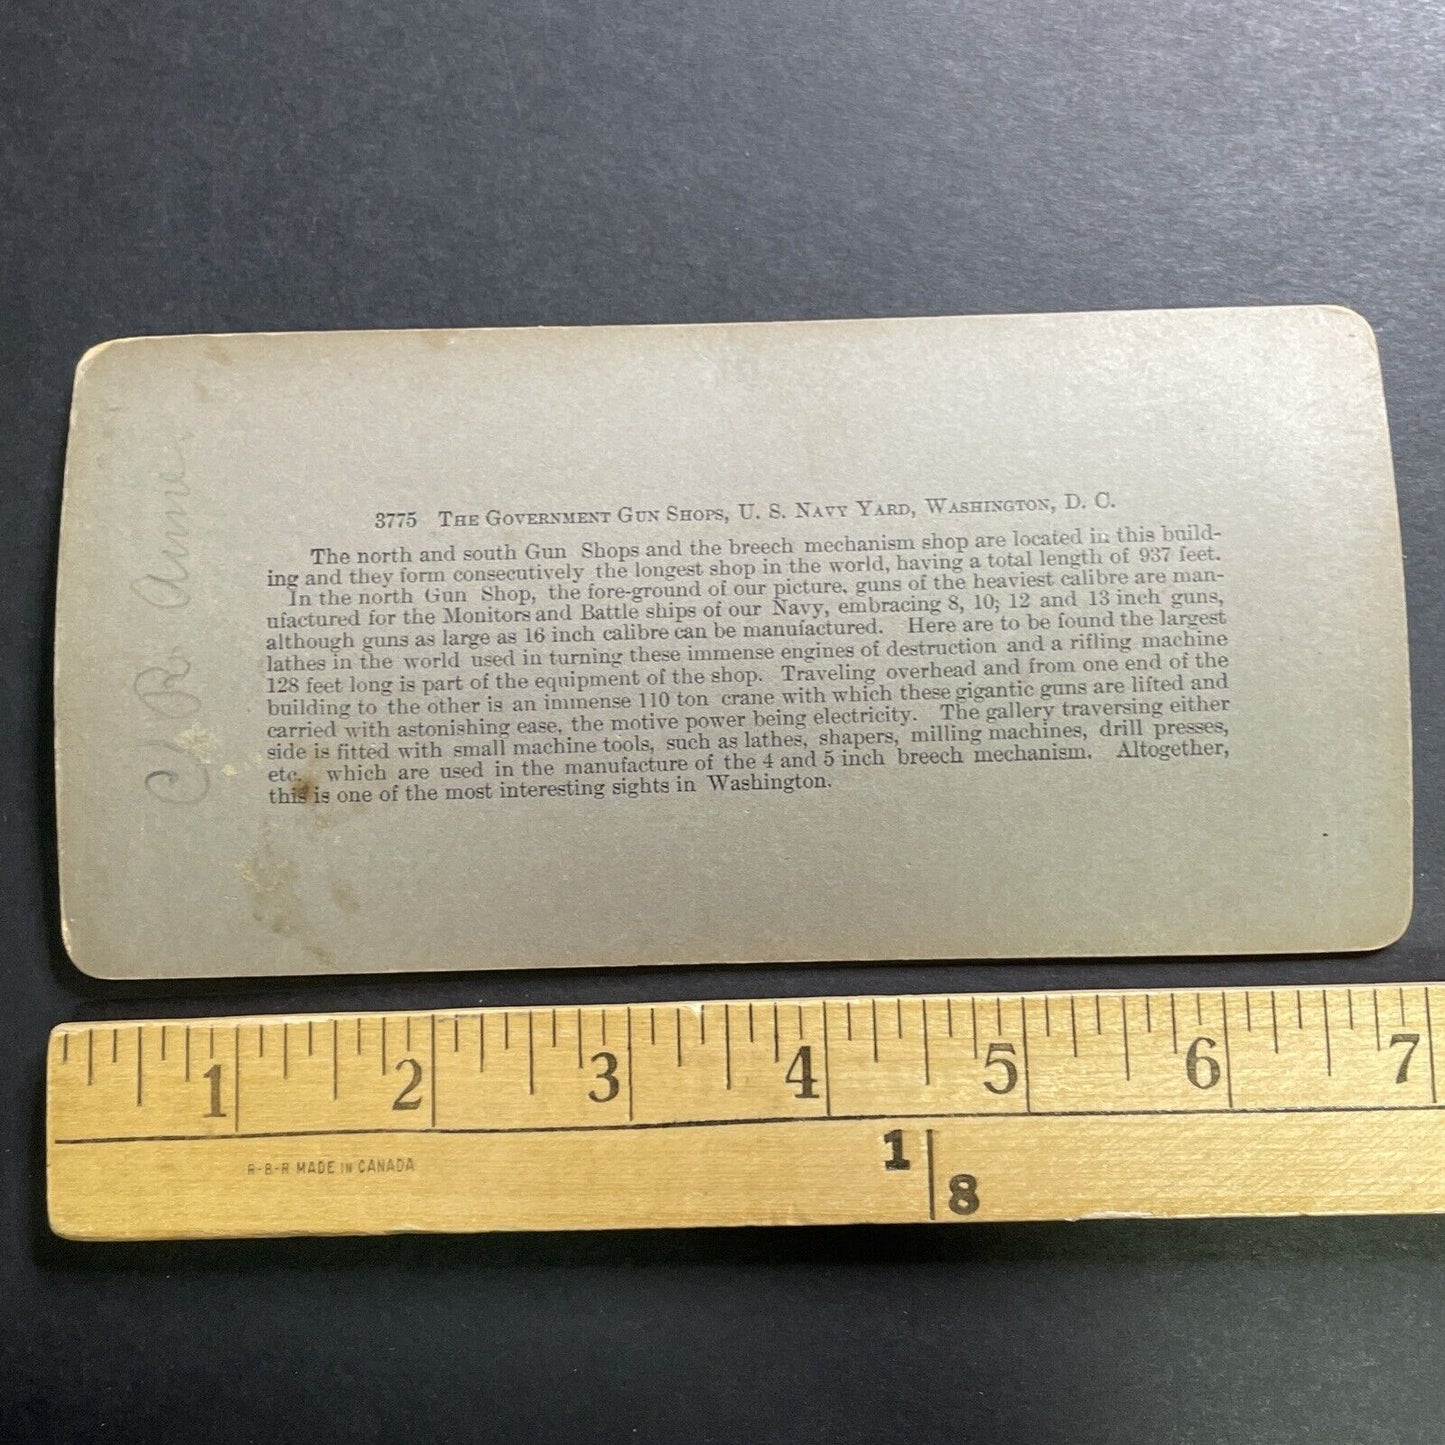 3775 The Government Gun Shops, U. S. Navy Yard, Washington, D. C.
The north and south Gun Shops and the breech mechanism shop are located in this build-
ing and they form consecutively the longest shop in the world, having a total length of 937 feet.
In the north Gun Shop, the fore-ground of our picture, guns of the heaviest calibre are man-
ufactured for the Monitors and Battle ships of our Navy, embracing 8, 10, 12 and 13 inch guns,
although guns as large as 16 inch calibre can be manufactured. Here are to be found the largest
lathes in the world used in turning these immense engines of destruction and a rifling machine
128 feet long is part of the equipment of the shop. Traveling overhead and from one end of the
building to the other is an immense 110 ton crane with which these gigantic guns are lifted and
carried with astonishing ease, the motive power being electricity. The gallery traversing either
side is fitted with small machine tools, such as lathes, shapers, milling machines, drill presses,
etc., which are used in the manufacture of the 4 and 5 inch breech mechanism. Altogether,
this is one of the most interesting sights in Washington.
1 2 3 4 5 6 7
R-B-R MADE IN CANADA
1
8